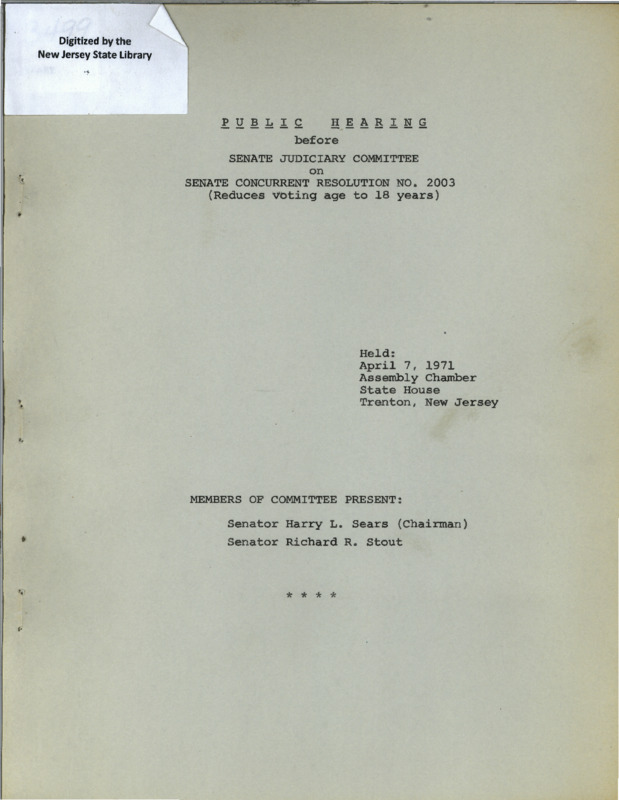 Digitized by the
New Jersey State Library
PUBLIC HEARING
before
SENATE JUDICIARY COMMITTEE
on
SENATE CONCURRENT RESOLUTION NO. 2003
(Reduces voting age to 18 years)
Held:
April 7, 1971
Assembly Chamber
State House
Trenton, New Jersey
MEMBERS OF COMMITTEE PRESENT:
Senator Harry L. Sears (Chairman)
Senator Richard R. Stout
* * * *